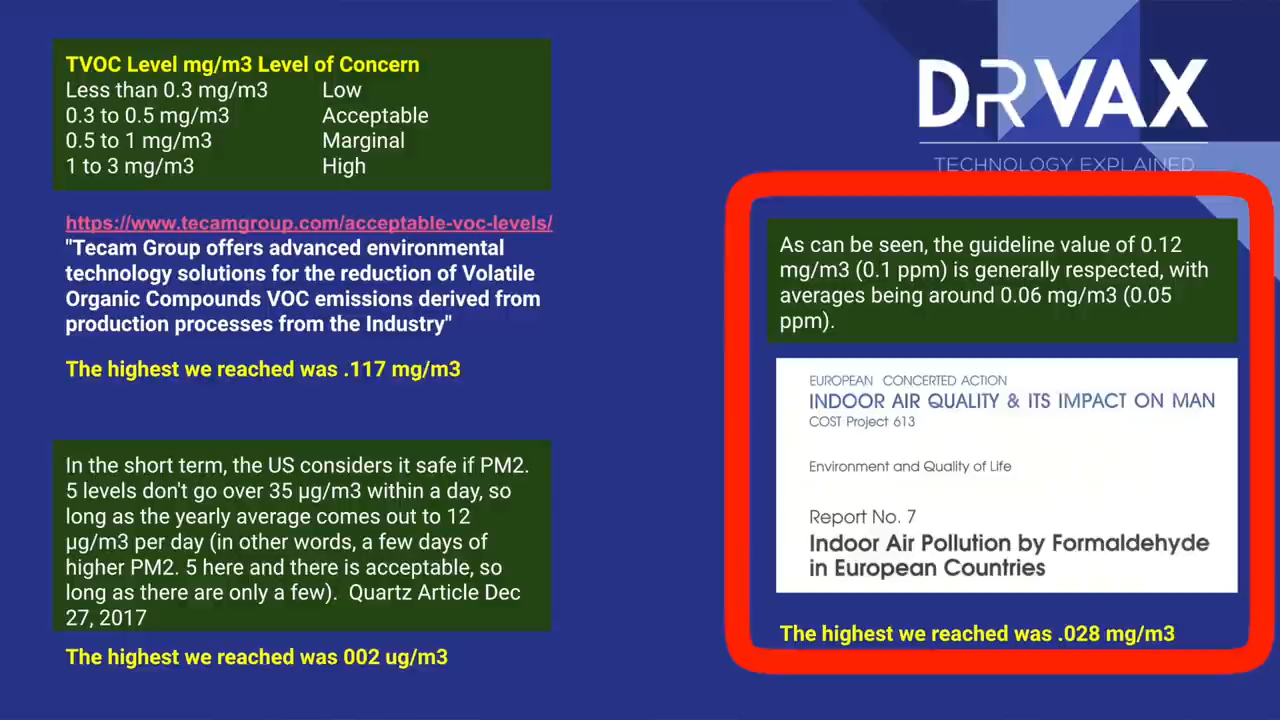 TVOC Level mg/m3 Level of Concern
Less than 0.3 mg/m3 Low
0.3 to 0.5 mg/m3 Acceptable
0.5 to 1 mg/m3 Marginal
1 to 3 mg/m3 High
https://www.tecamgroup.com/acceptable-voc-levels/
"Tecam Group offers advanced environmental
technology solutions for the reduction of Volatile
Organic Compounds VOC emissions derived from
production processes from the Industry"
The highest we reached was .117 mg/m3
In the short term, the US considers it safe if PM2.
5 levels don't go over 35 µg/m3 within a day, so
long as the yearly average comes out to 12
µg/m3 per day (in other words, a few days of
higher PM2. 5 here and there is acceptable, so
long as there are only a few). Quartz Article Dec
27, 2017
The highest we reached was 002 ug/m3
DRVAX
TECHNOLOGY EXPLAINED
As can be seen, the guideline value of 0.12
mg/m3 (0.1 ppm) is generally respected, with
averages being around 0.06 mg/m3 (0.05
ppm).
EUROPEAN CONCERTED ACTION
INDOOR AIR QUALITY & ITS IMPACT ON MAN
COST Project 613
Environment and Quality of Life
Report No. 7
Indoor Air Pollution by Formaldehyde
in European Countries
The highest we reached was .028 mg/m3